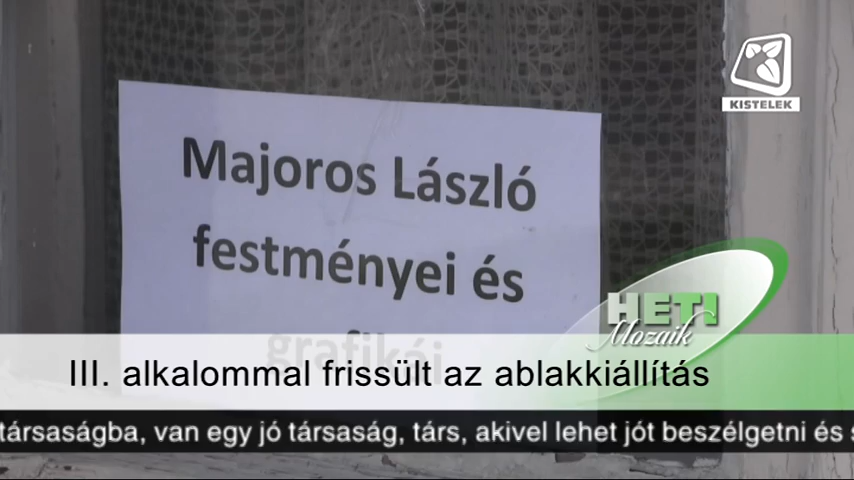 KISTELEK
Majoros László
festményei és
grafikái
HETI
Mozaik
III. alkalommal frissült az ablakkiállítás
társaságba, van egy jó társaság, társ, akivel lehet jót beszélgetni és s